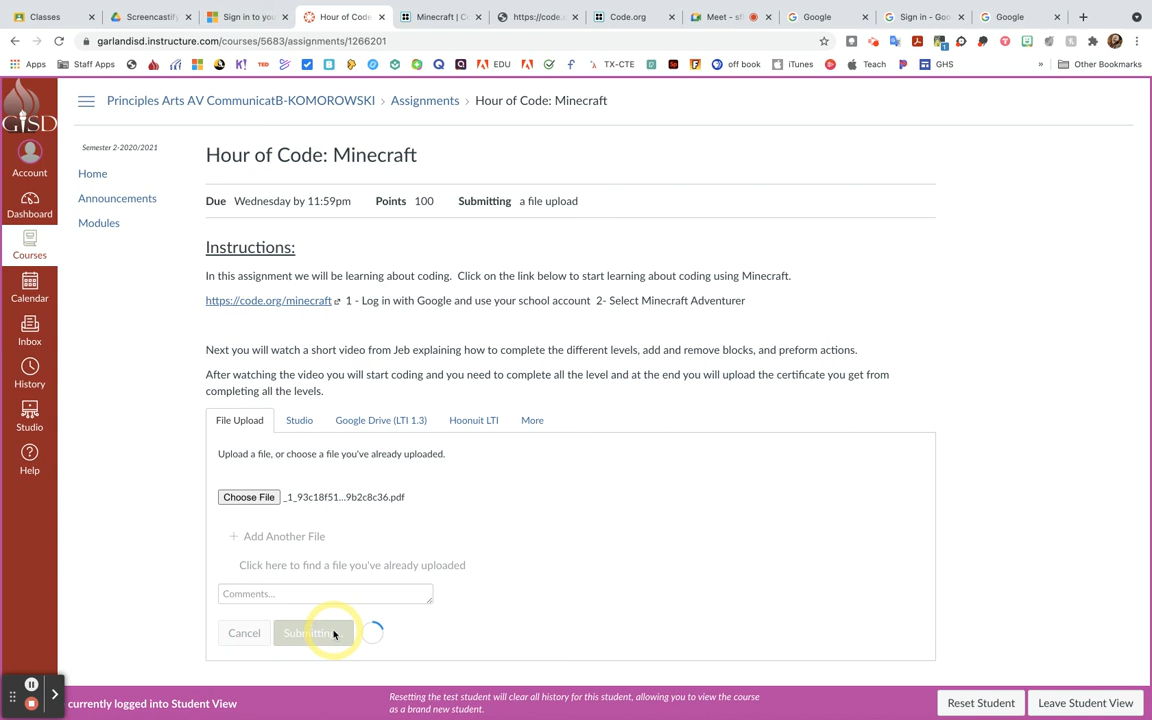 Classes
Screencastify
Sign in to you
Hour of Code
Minecraft | C
https://code.
Code.org
Meet – sf
Google
Sign in - Goo
Google
garlandisd.instructure.com/courses/5683/assignments/1266201
Apps
Staff Apps
K!
TED
EDU
TX-CTE
off book
iTunes
Teach
GHS
»
Other Bookmarks
GISD
Principles Arts AV CommunicatB-KOMOROWSKI › Assignments › Hour of Code: Minecraft
Account
Dashboard
Courses
Calendar
Inbox
History
Studio
Help
Semester 2-2020/2021
Home
Announcements
Modules
Hour of Code: Minecraft
Due Wednesday by 11:59pm Points 100 Submitting a file upload
Instructions:
In this assignment we will be learning about coding. Click on the link below to start learning about coding using Minecraft.
https://code.org/minecraft 1 - Log in with Google and use your school account 2- Select Minecraft Adventurer
Next you will watch a short video from Jeb explaining how to complete the different levels, add and remove blocks, and preform actions.
After watching the video you will start coding and you need to complete all the level and at the end you will upload the certificate you get from
completing all the levels.
File Upload Studio Google Drive (LTI 1.3) Hoonuit LTI More
Upload a file, or choose a file you've already uploaded.
Choose File _1_93c18f51...9b2c8c36.pdf
+ Add Another File
Click here to find a file you've already uploaded
Comments...
Cancel Submitting...
currently logged into Student View
Resetting the test student will clear all history for this student, allowing you to view the course
as a brand new student.
Reset Student
Leave Student View